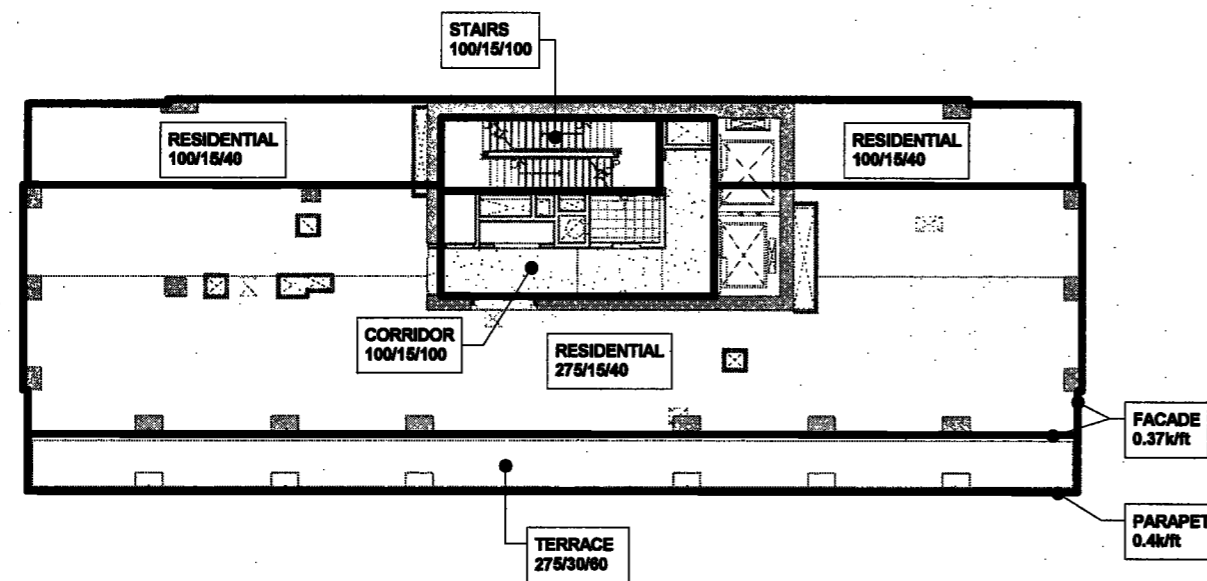 STAIRS
100/15/100
RESIDENTIAL
100/15/40
RESIDENTIAL
100/15/40
CORRIDOR
100/15/100
RESIDENTIAL
275/15/40
FACADE
0.37k/ft
PARAPET
0.4k/ft
TERRACE
275/30/60